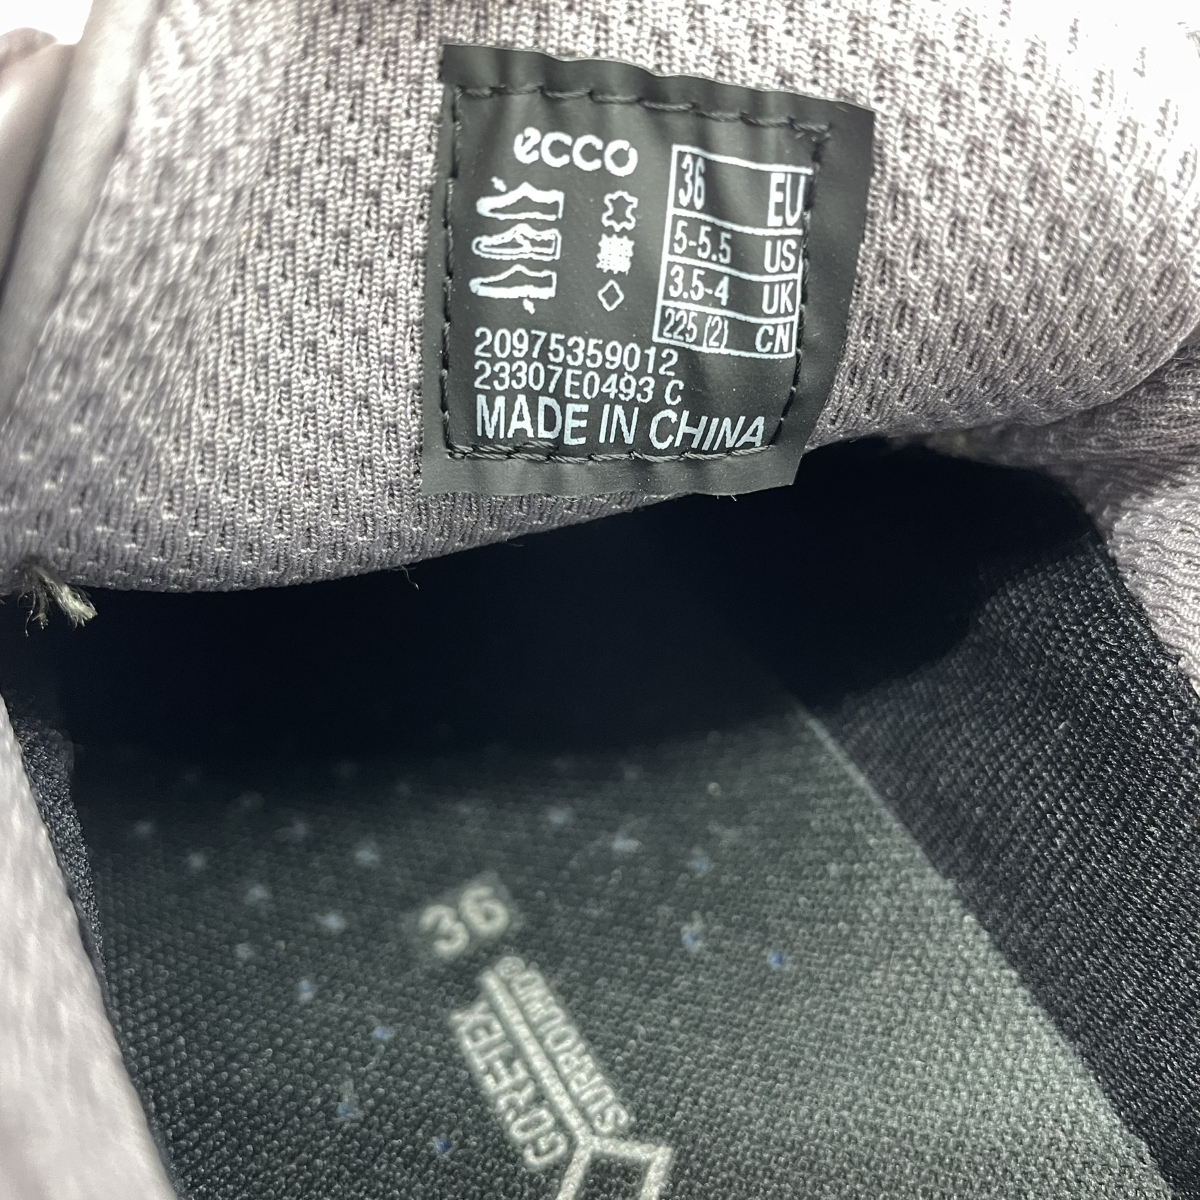 ecco
36 EU
5-5.5 US
3.5-4 UK
225 (2) CN
20975359012
23307E0493 C
MADE IN CHINA
36
GORE-TEX
SURROUND®